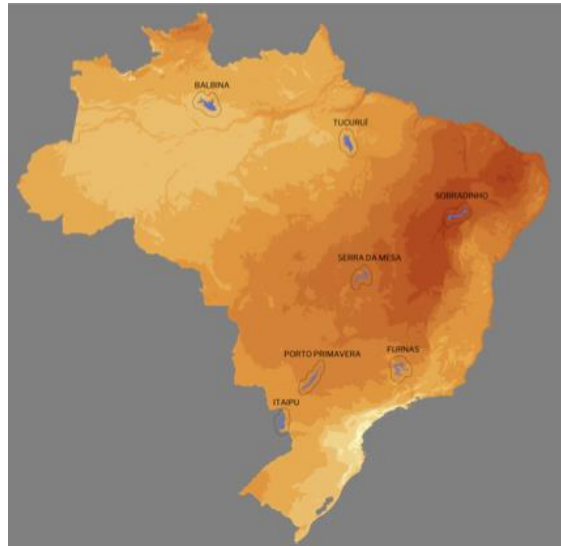 BALBINA
TUCURUÍ
SOBRADINHO
SERRA DA MESA
PORTO PRIMAVERA
FURNAS
ITAIPU